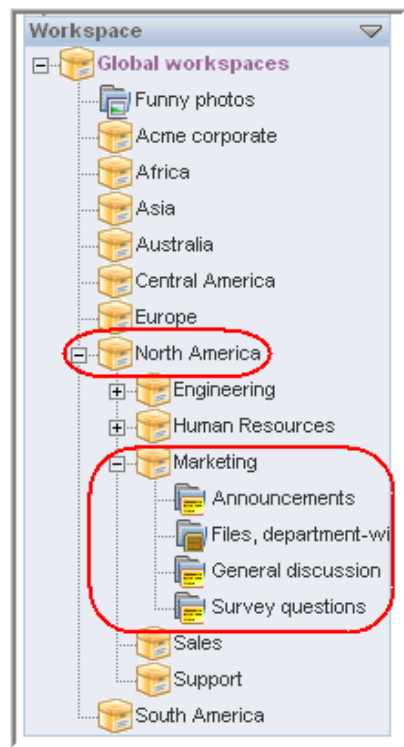 Workspace
Global workspaces
Funny photos
Acme corporate
Africa
Asia
Australia
Central America
Europe
North America
Engineering
Human Resources
Marketing
Announcements
Files, department-wi
General discussion
Survey questions
Sales
Support
South America